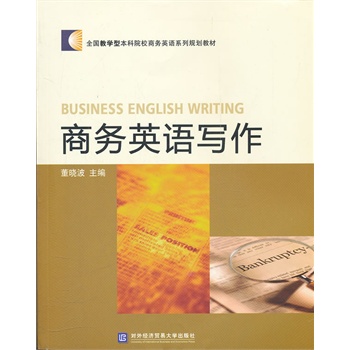 全国教学型本科院校商务英语系列规划教材
BUSINESS ENGLISH WRITING
商务英语写作
董晓波 主编
SALES POSITION
Bankruptcy
对外经济贸易大学出版社